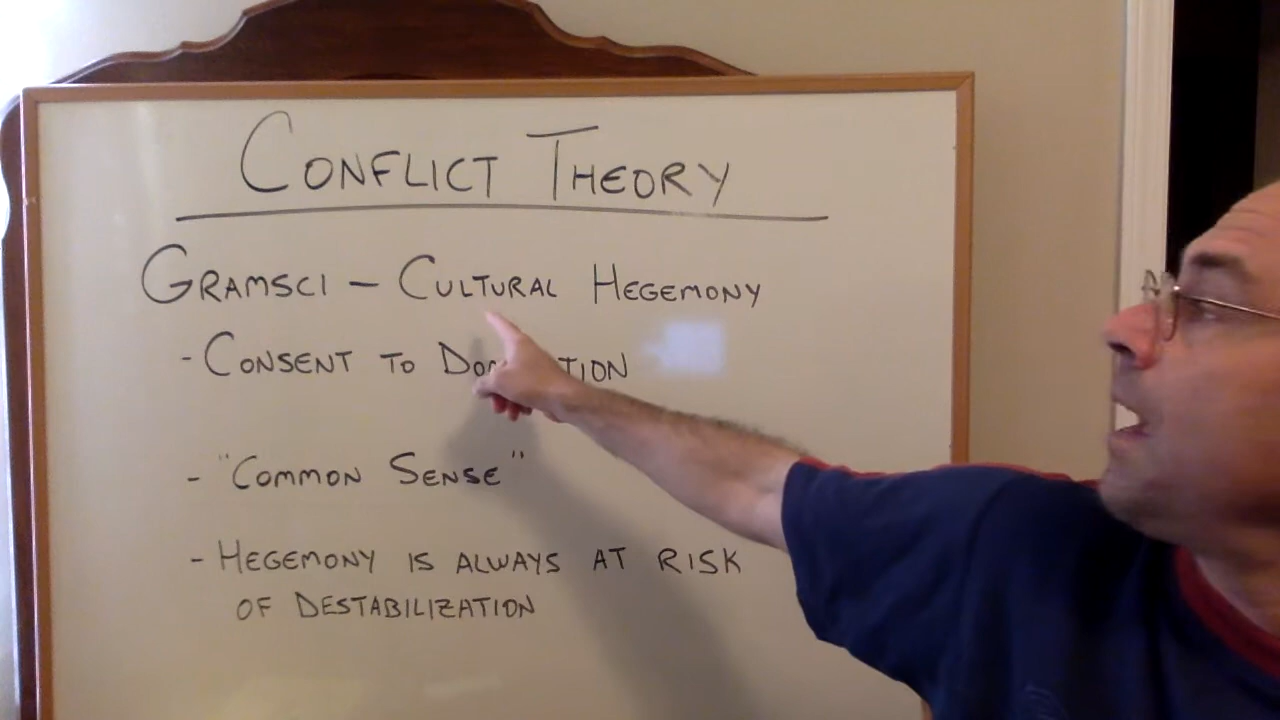 CONFLICT THEORY
GRAMSCI — CULTURAL HEGEMONY
- CONSENT TO
- "COMMON SENSE"
- HEGEMONY IS ALWAYS AT RISK
OF DESTABILIZATION